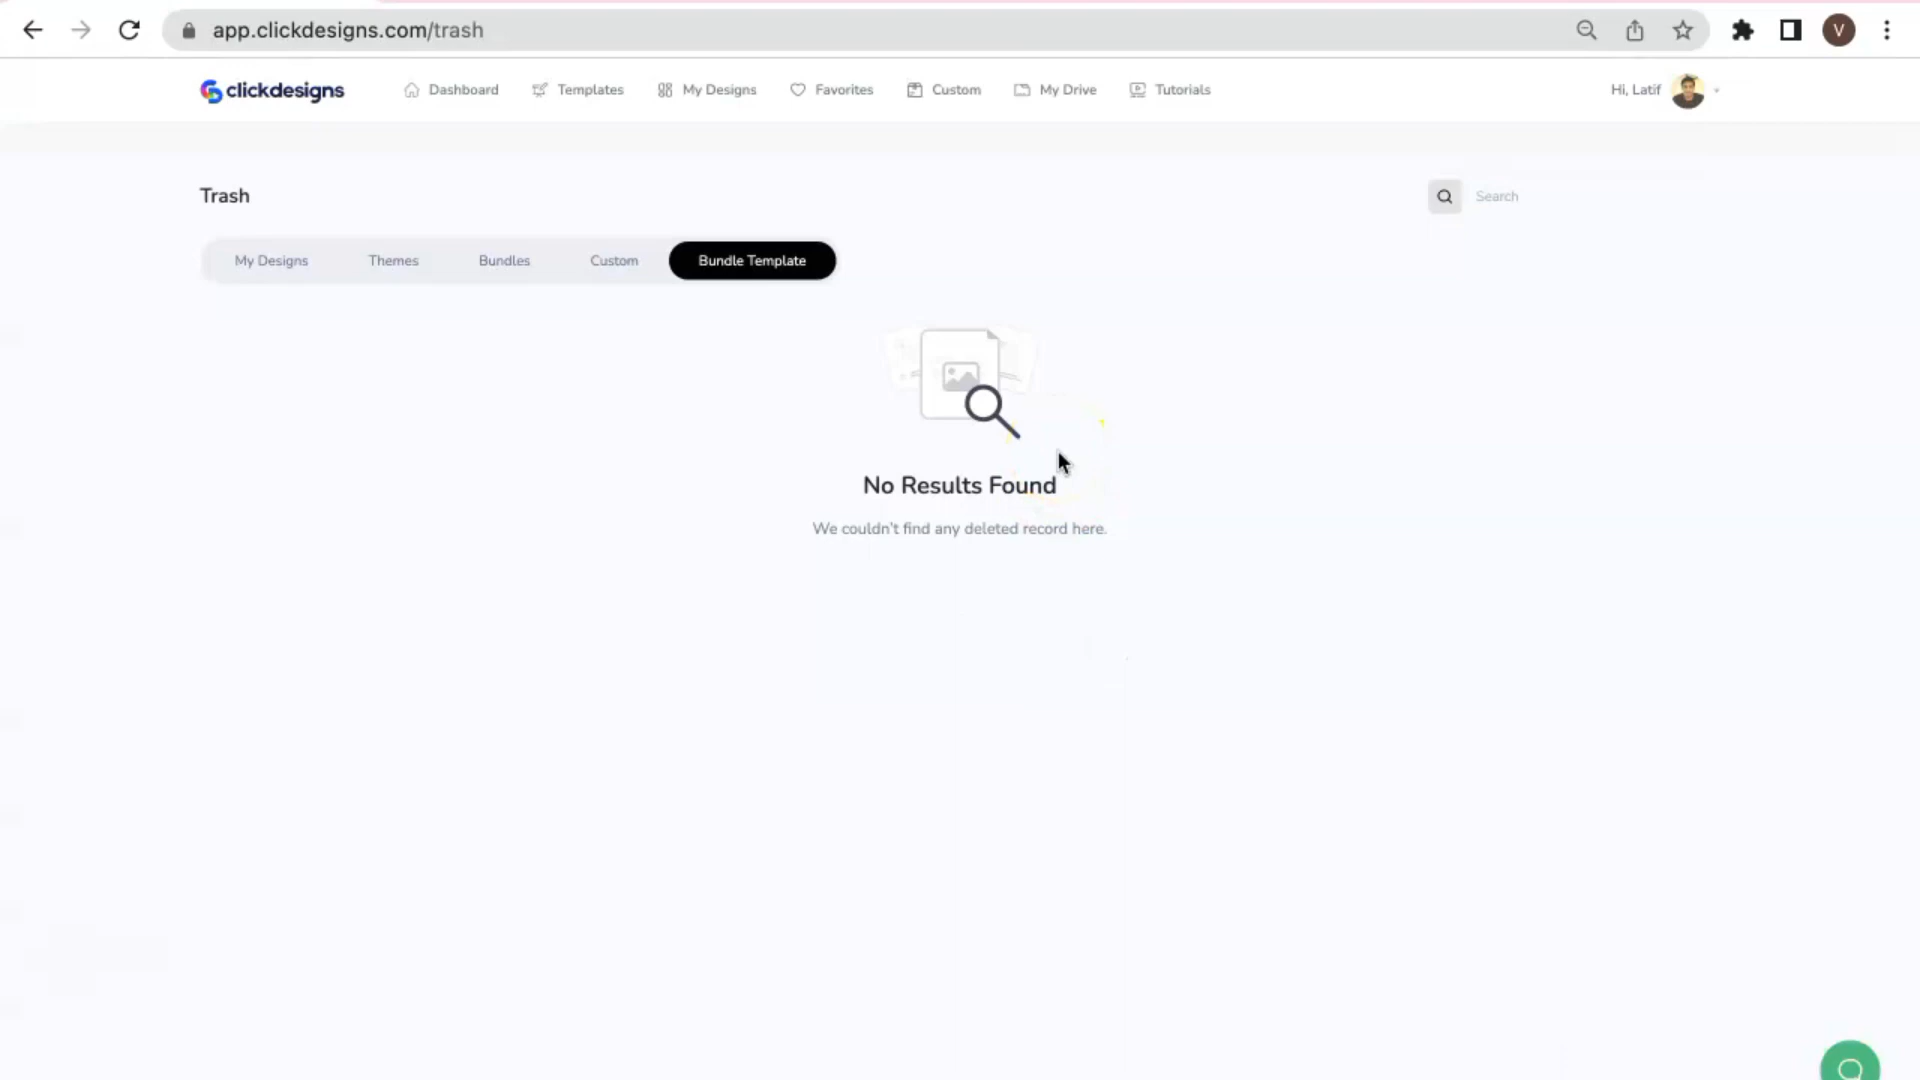 app.clickdesigns.com/trash
V
clickdesigns
Dashboard
Templates
My Designs
Favorites
Custom
My Drive
Tutorials
Hi, Latif
Trash
Search
My Designs
Themes
Bundles
Custom
Bundle Template
No Results Found
We couldn't find any deleted record here.